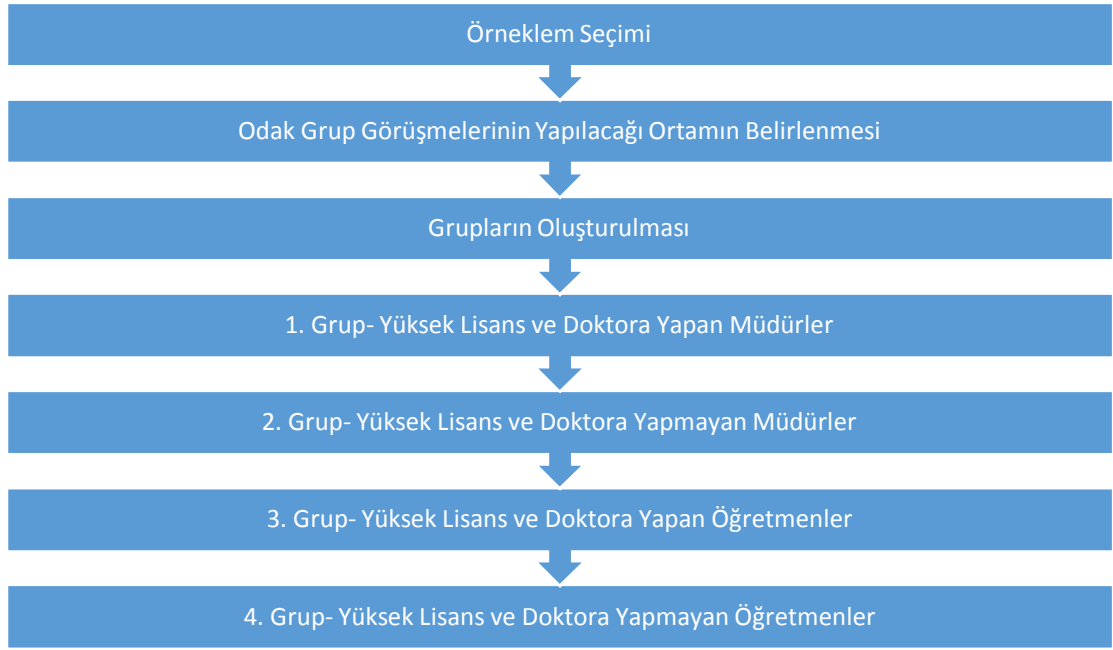 Örneklem Seçimi
Odak Grup Görüşmelerinin Yapılacağı Ortamın Belirlenmesi
Grupların Oluşturulması
1. Grup- Yüksek Lisans ve Doktora Yapan Müdürler
2. Grup- Yüksek Lisans ve Doktora Yapmayan Müdürler
3. Grup- Yüksek Lisans ve Doktora Yapan Öğretmenler
4. Grup- Yüksek Lisans ve Doktora Yapmayan Öğretmenler